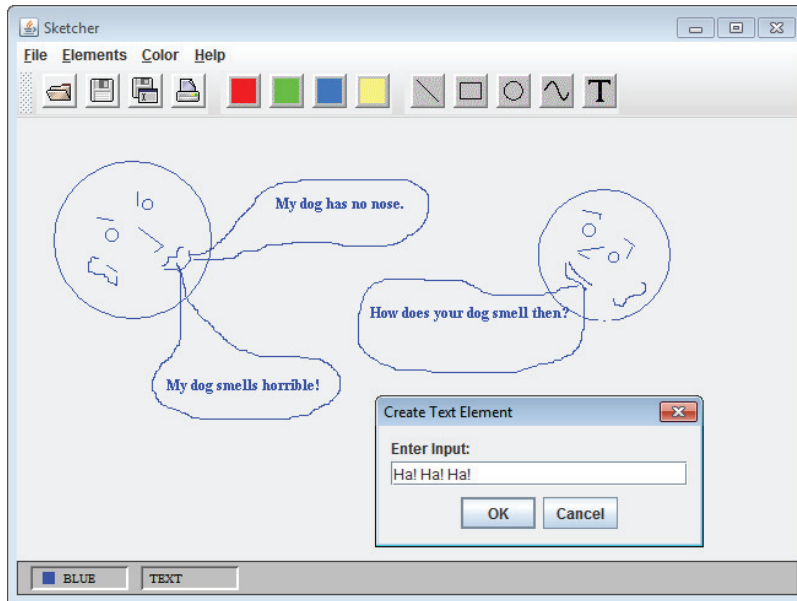 Sketcher
File Elements Color Help
T
My dog has no nose.
How does your dog smell then?
My dog smells horrible!
Create Text Element
Enter Input:
Ha! Ha! Ha!
OK Cancel
BLUE TEXT